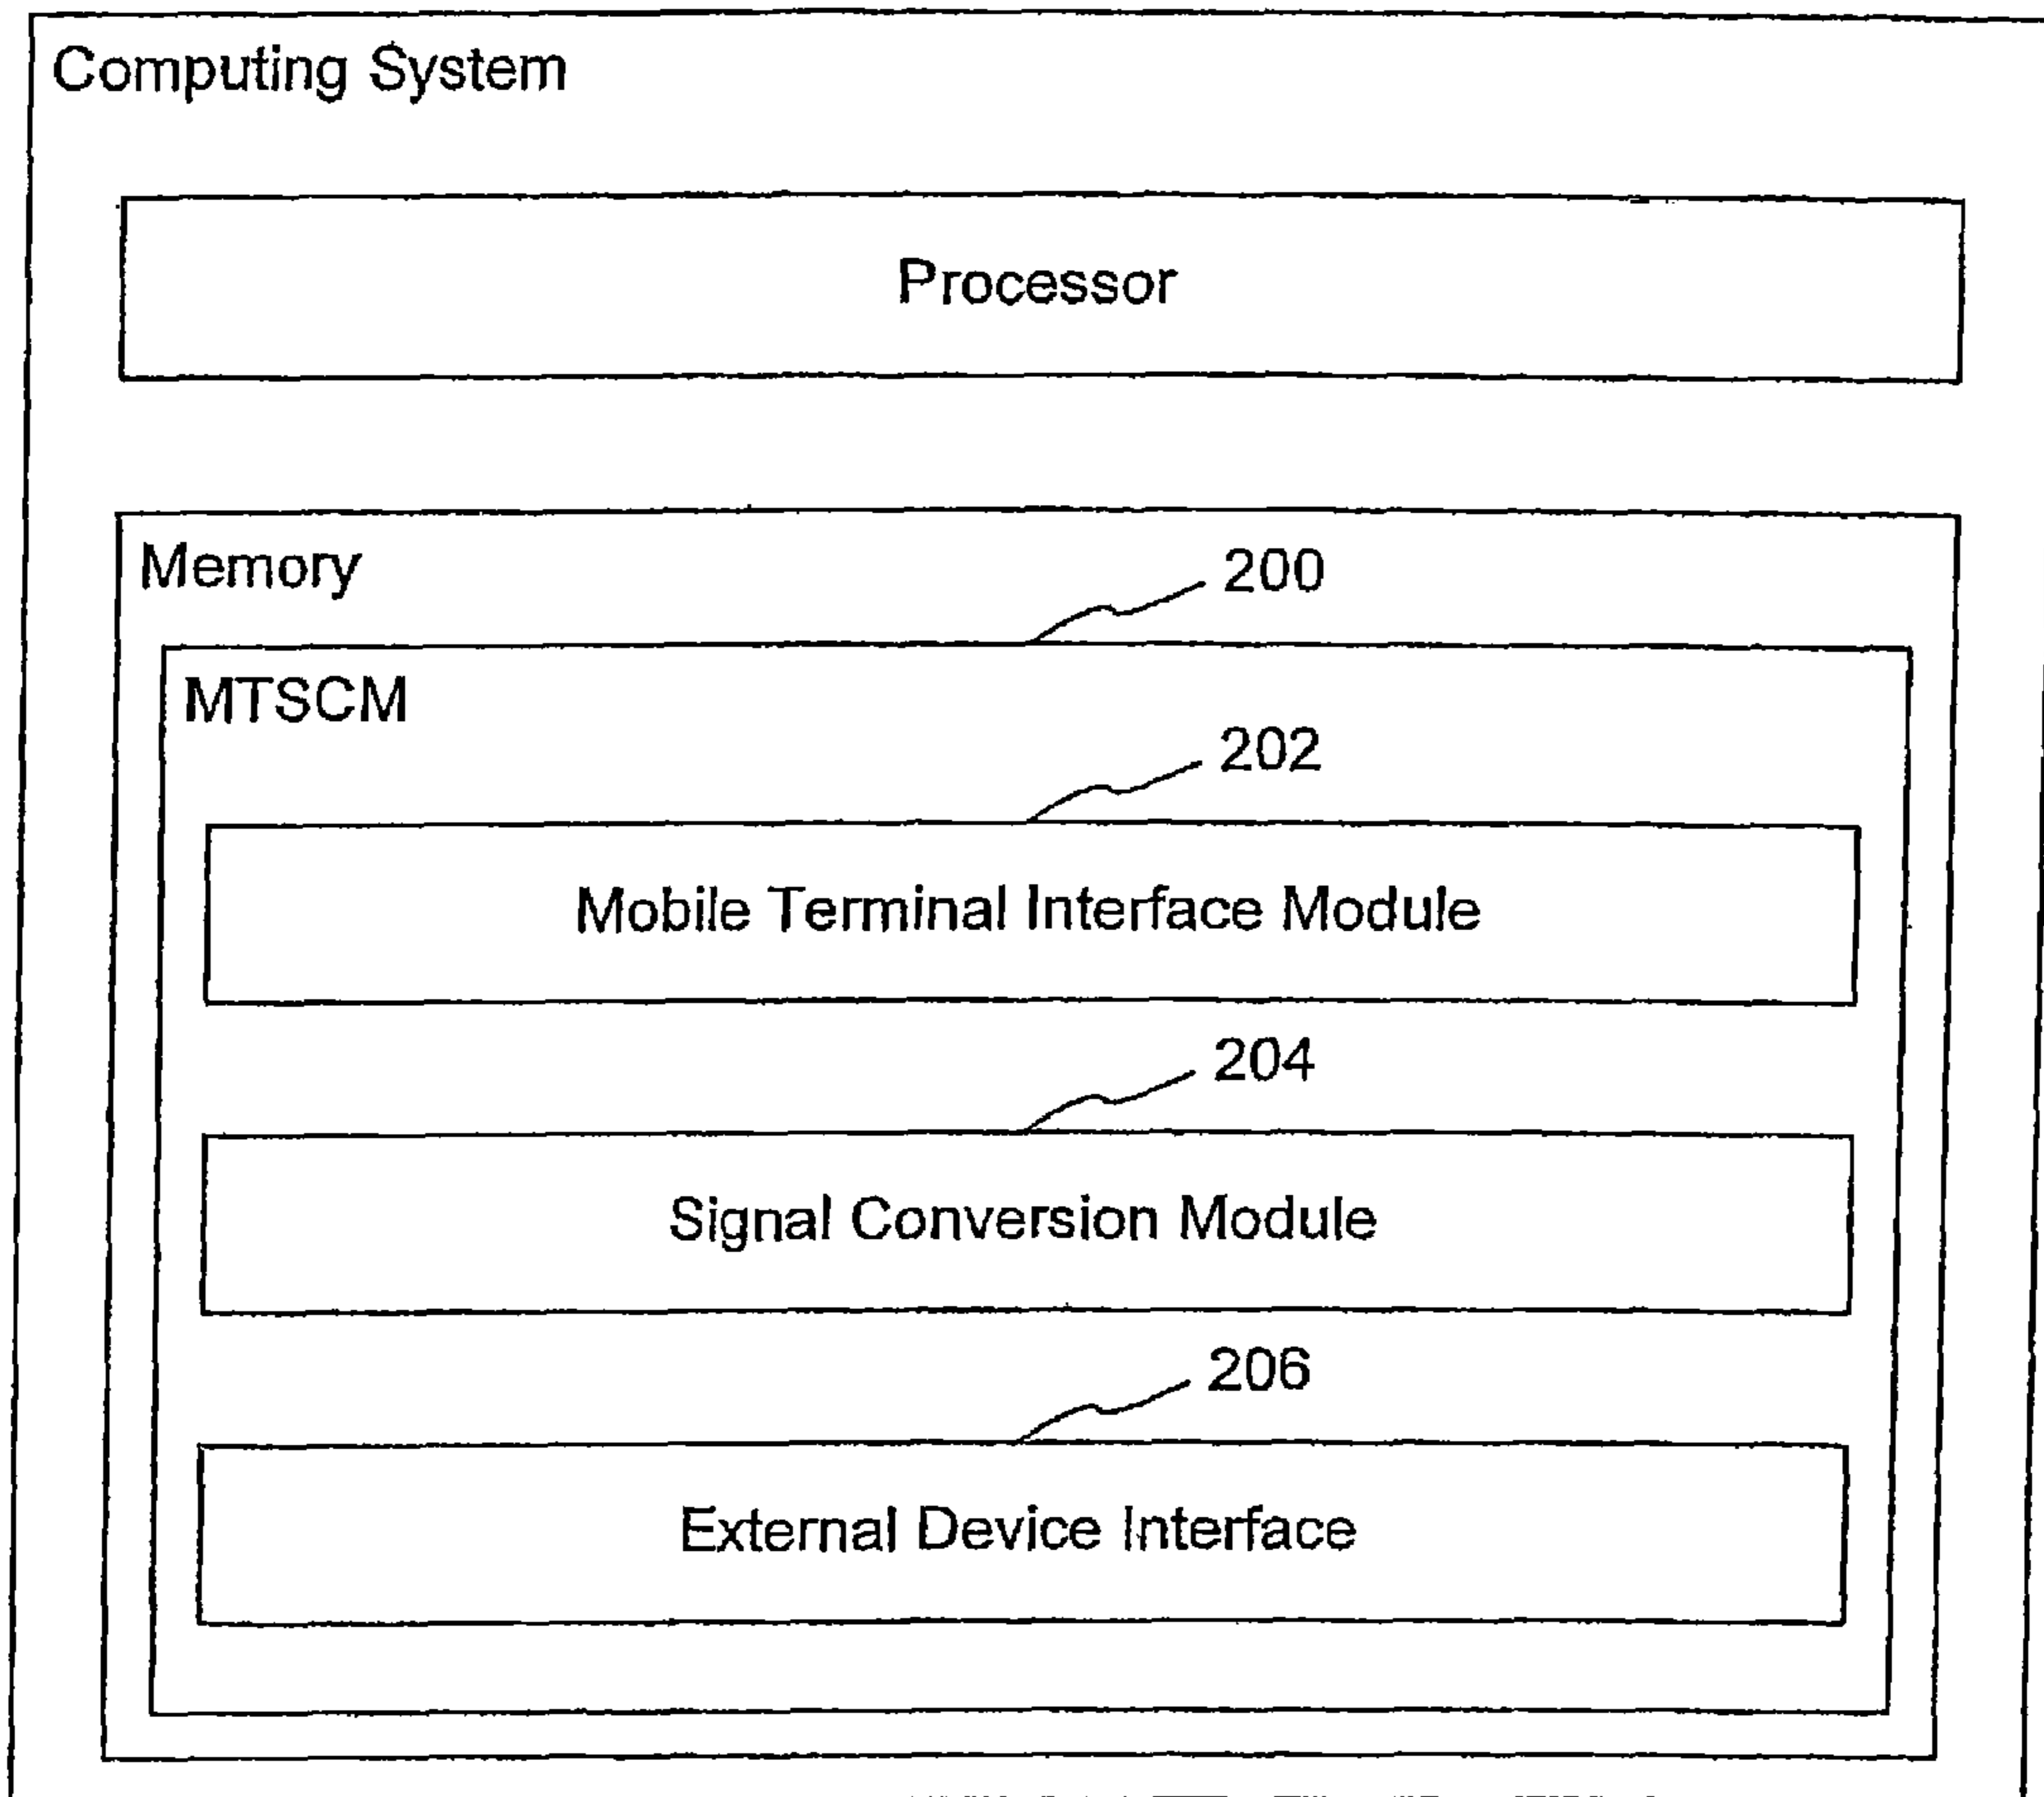 Computing System
Processor
Memory
200
MTSCM
202
Mobile Terminal Interface Module
204
Signal Conversion Module
206
External Device Interface